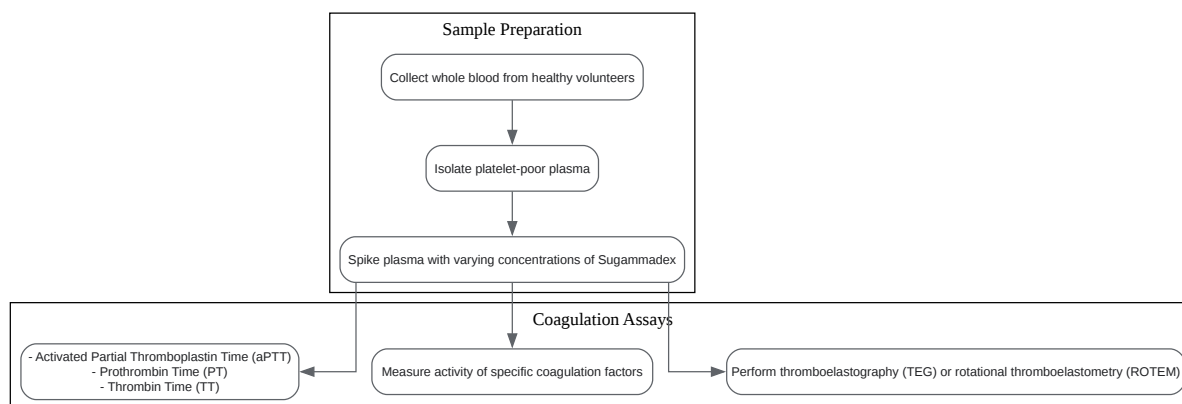 Sample Preparation
Collect whole blood from healthy volunteers
Isolate platelet-poor plasma
Spike plasma with varying concentrations of Sugammadex
Coagulation Assays
- Activated Partial Thromboplastin Time (aPTT)
- Prothrombin Time (PT)
- Thrombin Time (TT)
Measure activity of specific coagulation factors
Perform thromboelastography (TEG) or rotational thromboelastometry (ROTEM)